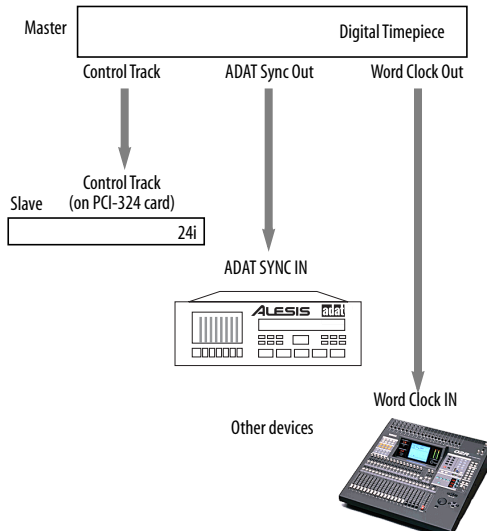 Master
Digital Timepiece
Control Track
ADAT Sync Out
Word Clock Out
Control Track
(on PCI-324 card)
Slave
24i
ADAT SYNC IN
ALESIS adat
Word Clock IN
Other devices